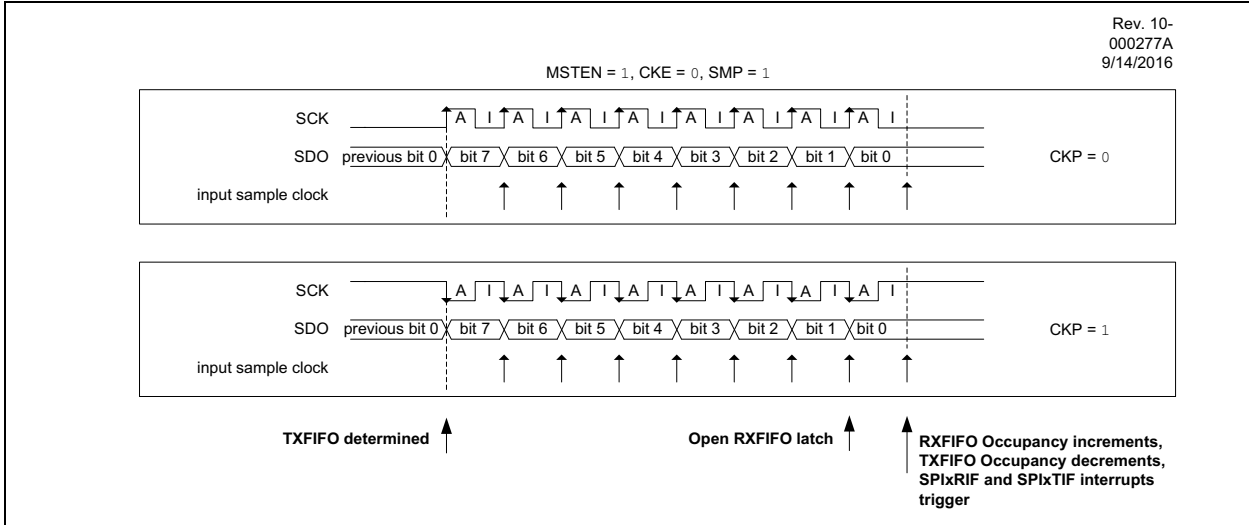 Rev. 10-
000277A
9/14/2016
MSTEN = 1, CKE = 0, SMP = 1
SCK A I A I A I A I A I A I A I A I
SDO previous bit 0 bit 7 bit 6 bit 5 bit 4 bit 3 bit 2 bit 1 bit 0 CKP = 0
input sample clock
SCK A I A I A I A I A I A I A I A I
SDO previous bit 0 bit 7 bit 6 bit 5 bit 4 bit 3 bit 2 bit 1 bit 0 CKP = 1
input sample clock
TXFIFO determined
Open RXFIFO latch
RXFIFO Occupancy increments,
TXFIFO Occupancy decrements,
SPIxRIF and SPIxTIF interrupts
trigger